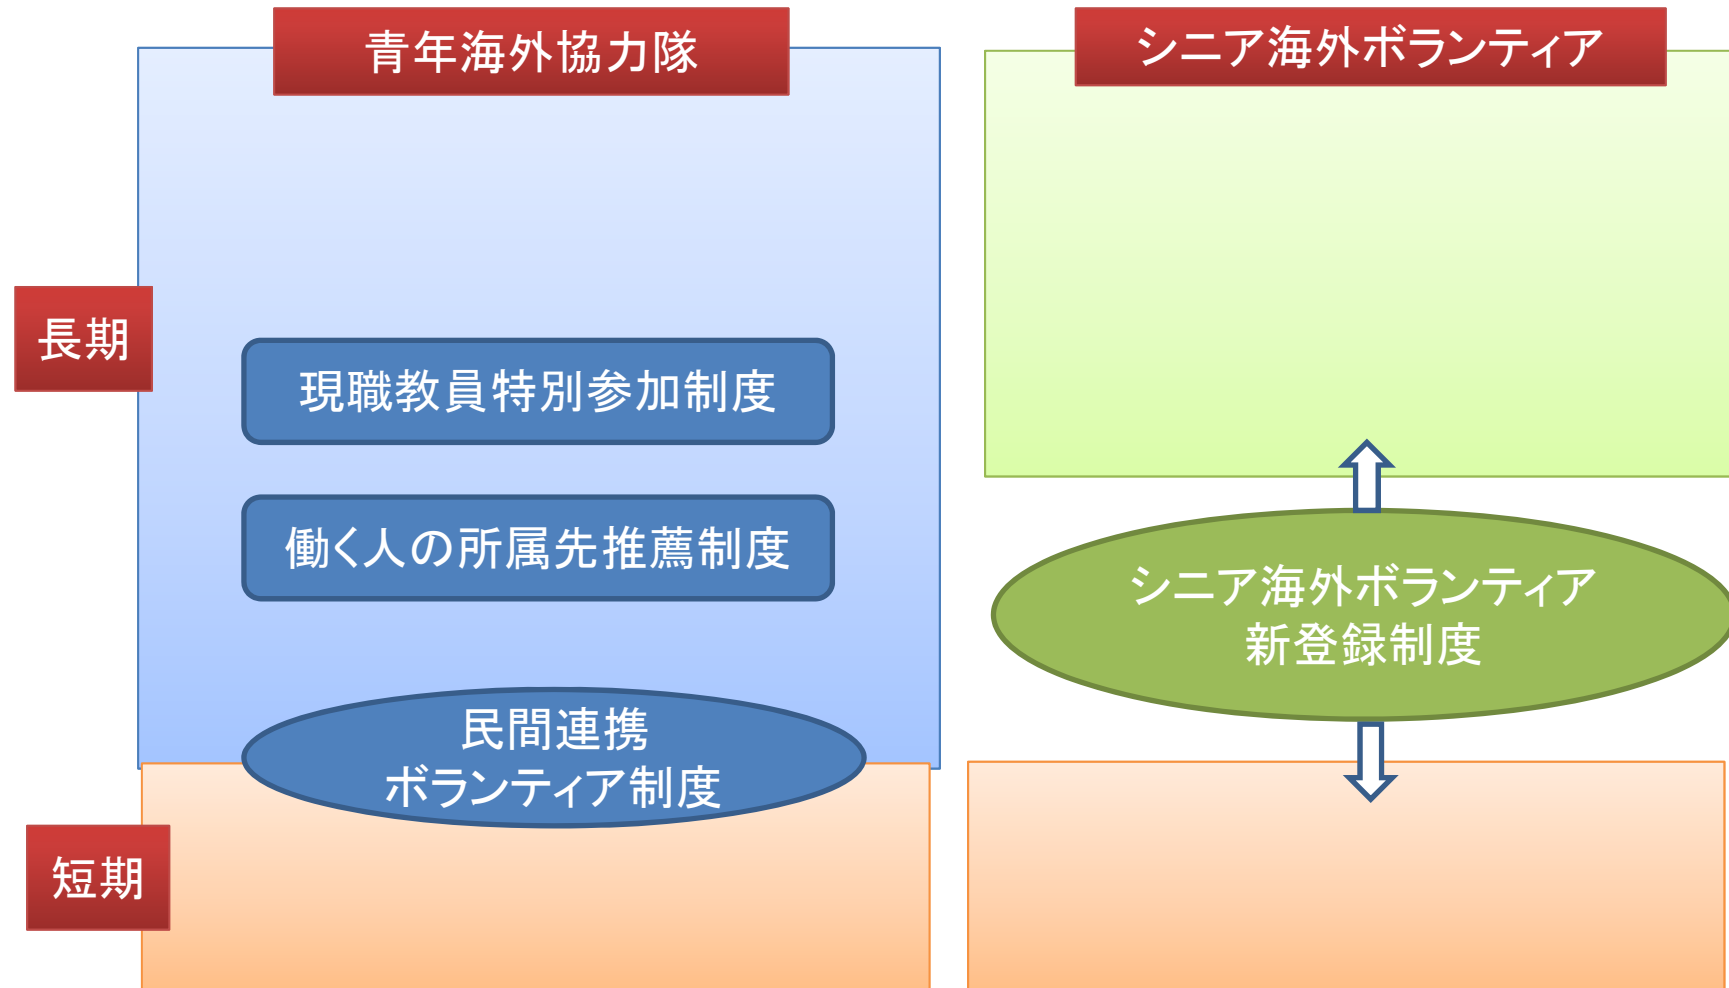 青年海外協力隊
シニア海外ボランティア
長期
現職教員特別参加制度
働く人の所属先推薦制度
シニア海外ボランティア
新登録制度
民間連携
ボランティア制度
短期